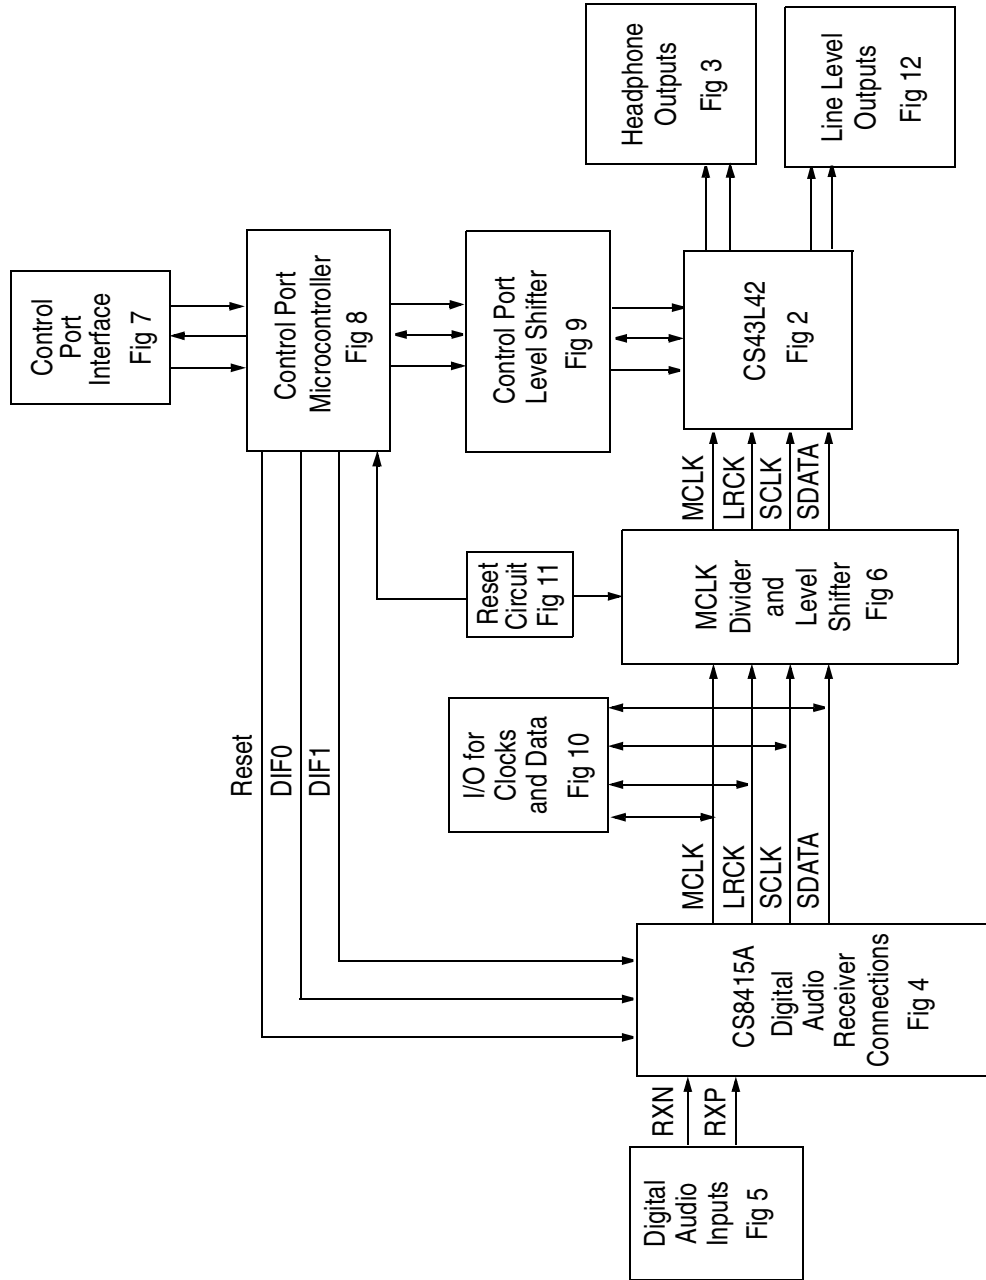 Control
Port
Interface
Fig 7
Control Port
Microcontroller
Fig 8
Control Port
Level Shifter
Fig 9
Headphone
Outputs
Fig 3
Line Level
Outputs
Fig 12
CS43L42
Fig 2
MCLK
LRCK
SCLK
SDATA
Reset
Circuit
Fig 11
MCLK
Divider
and
Level
Shifter
Fig 6
I/O for
Clocks
and Data
Fig 10
Reset
DIF0
DIF1
MCLK
LRCK
SCLK
SDATA
CS8415A
Digital
Audio
Receiver
Connections
Fig 4
RXN
RXP
Digital
Audio
Inputs
Fig 5